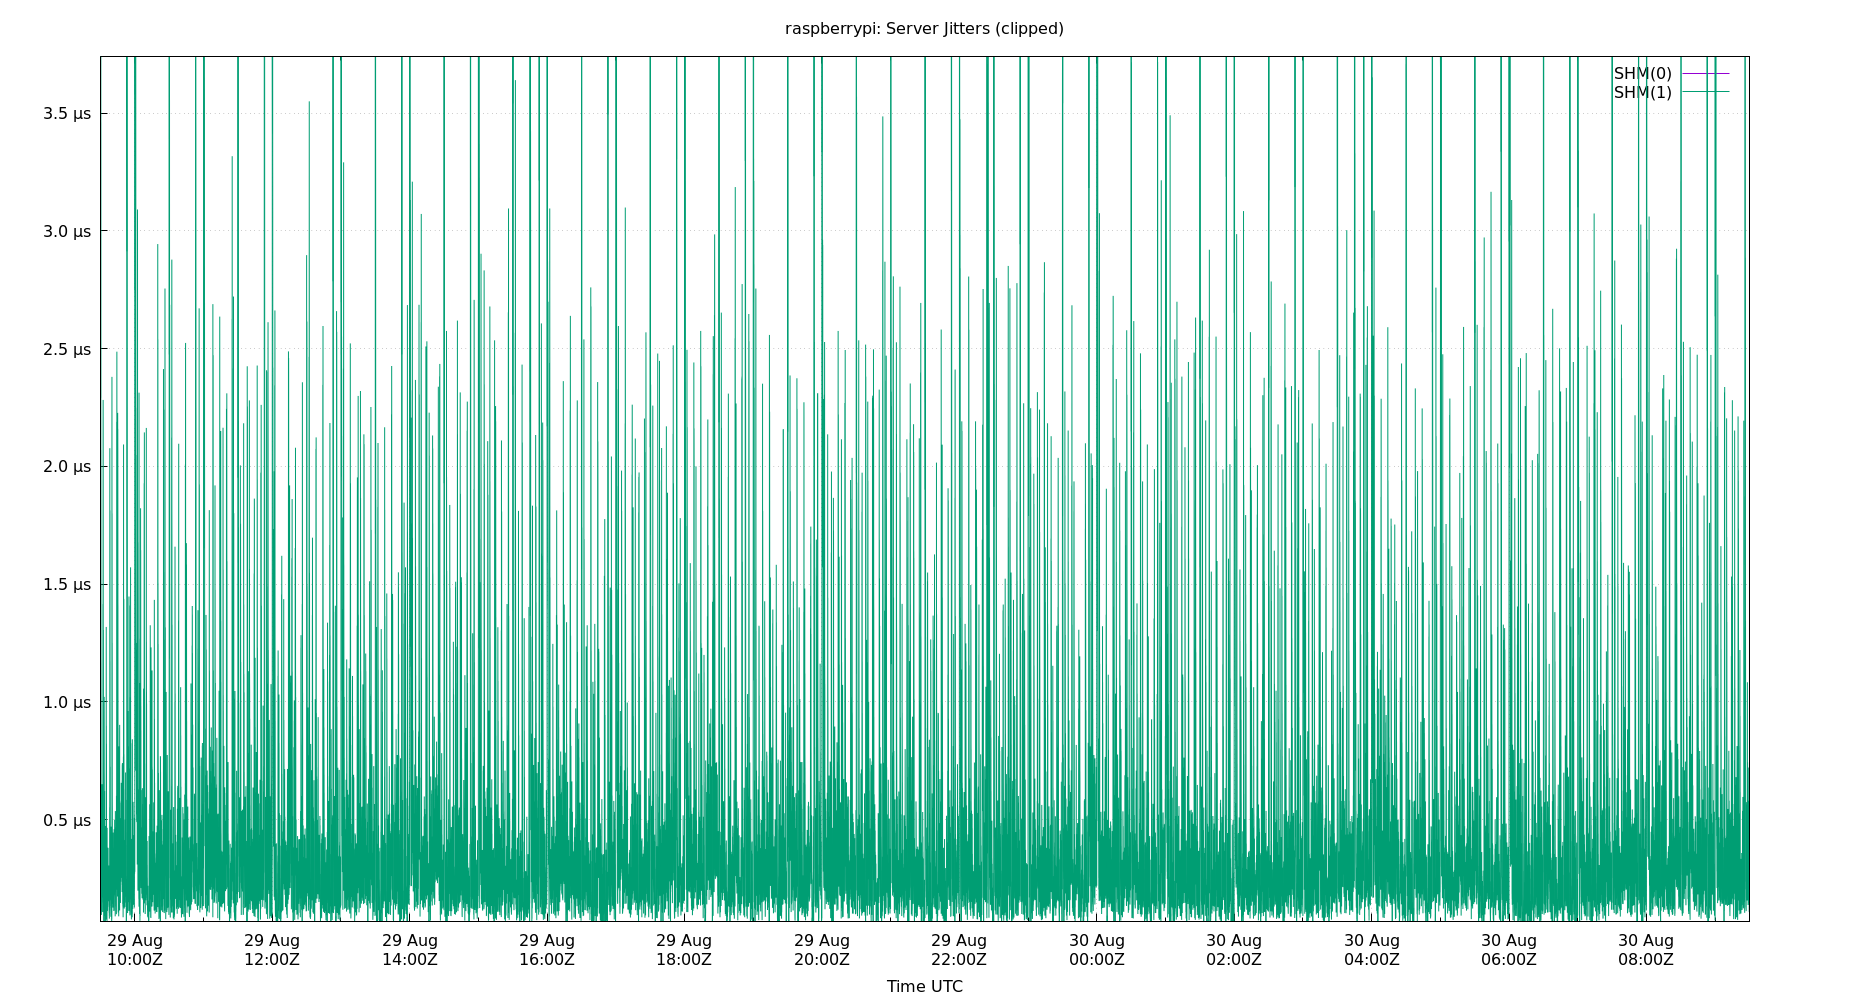 raspberrypi: Server Jitters (clipped)
SHM(0)
SHM(1)
3.5 μs
3.0 μs
2.5 μs
2.0 μs
1.5 μs
1.0 μs
0.5 μs
29 Aug 29 Aug 29 Aug 29 Aug 29 Aug 29 Aug 29 Aug 30 Aug 30 Aug 30 Aug 30 Aug 30 Aug
10:00Z 12:00Z 14:00Z 16:00Z 18:00Z 20:00Z 22:00Z 00:00Z 02:00Z 04:00Z 06:00Z 08:00Z
Time UTC